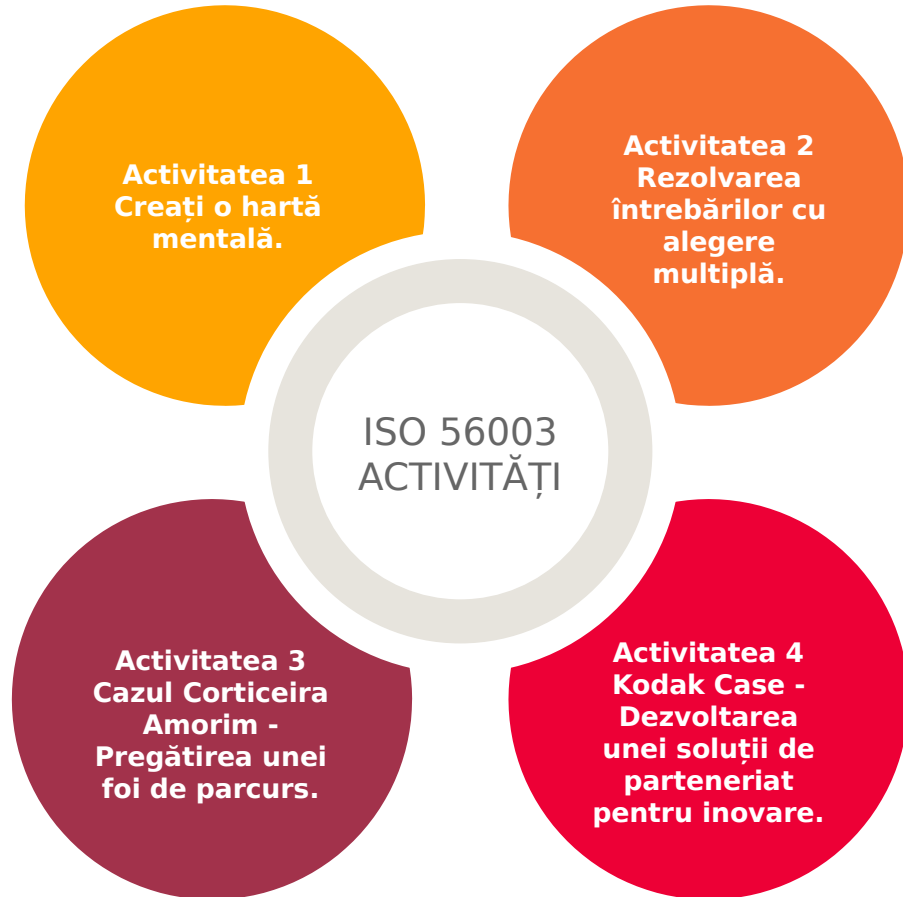 Activitatea 1
Creați o hartă
mentală.
Activitatea 2
Rezolvarea
întrebărilor cu
alegere
multiplă.
ISO 56003
ACTIVITĂȚI
Activitatea 3
Cazul Corticeira
Amorim -
Pregătirea unei
foi de parcurs.
Activitatea 4
Kodak Case -
Dezvoltarea
unei soluții de
parteneriat
pentru inovare.